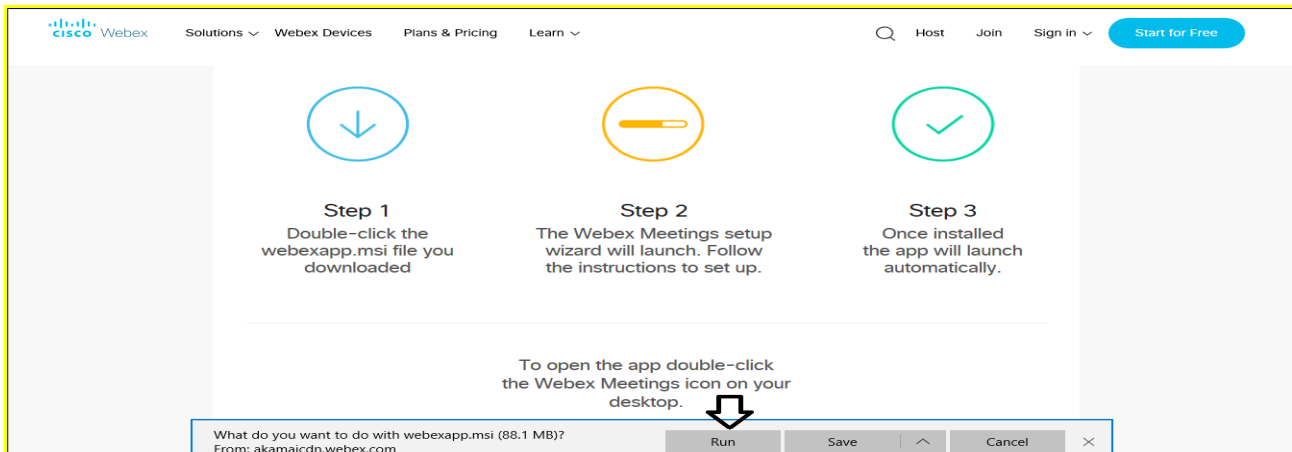 cisco Webex Solutions Webex Devices Plans & Pricing Learn Host Join Sign in Start for Free
Step 1
Double-click the
webexapp.msi file you
downloaded
Step 2
The Webex Meetings setup
wizard will launch. Follow
the instructions to set up.
Step 3
Once installed
the app will launch
automatically.
To open the app double-click
the Webex Meetings icon on your
desktop.
What do you want to do with webexapp.msi (88.1 MB)?
From: akamaicdn.webex.com
Run Save Cancel